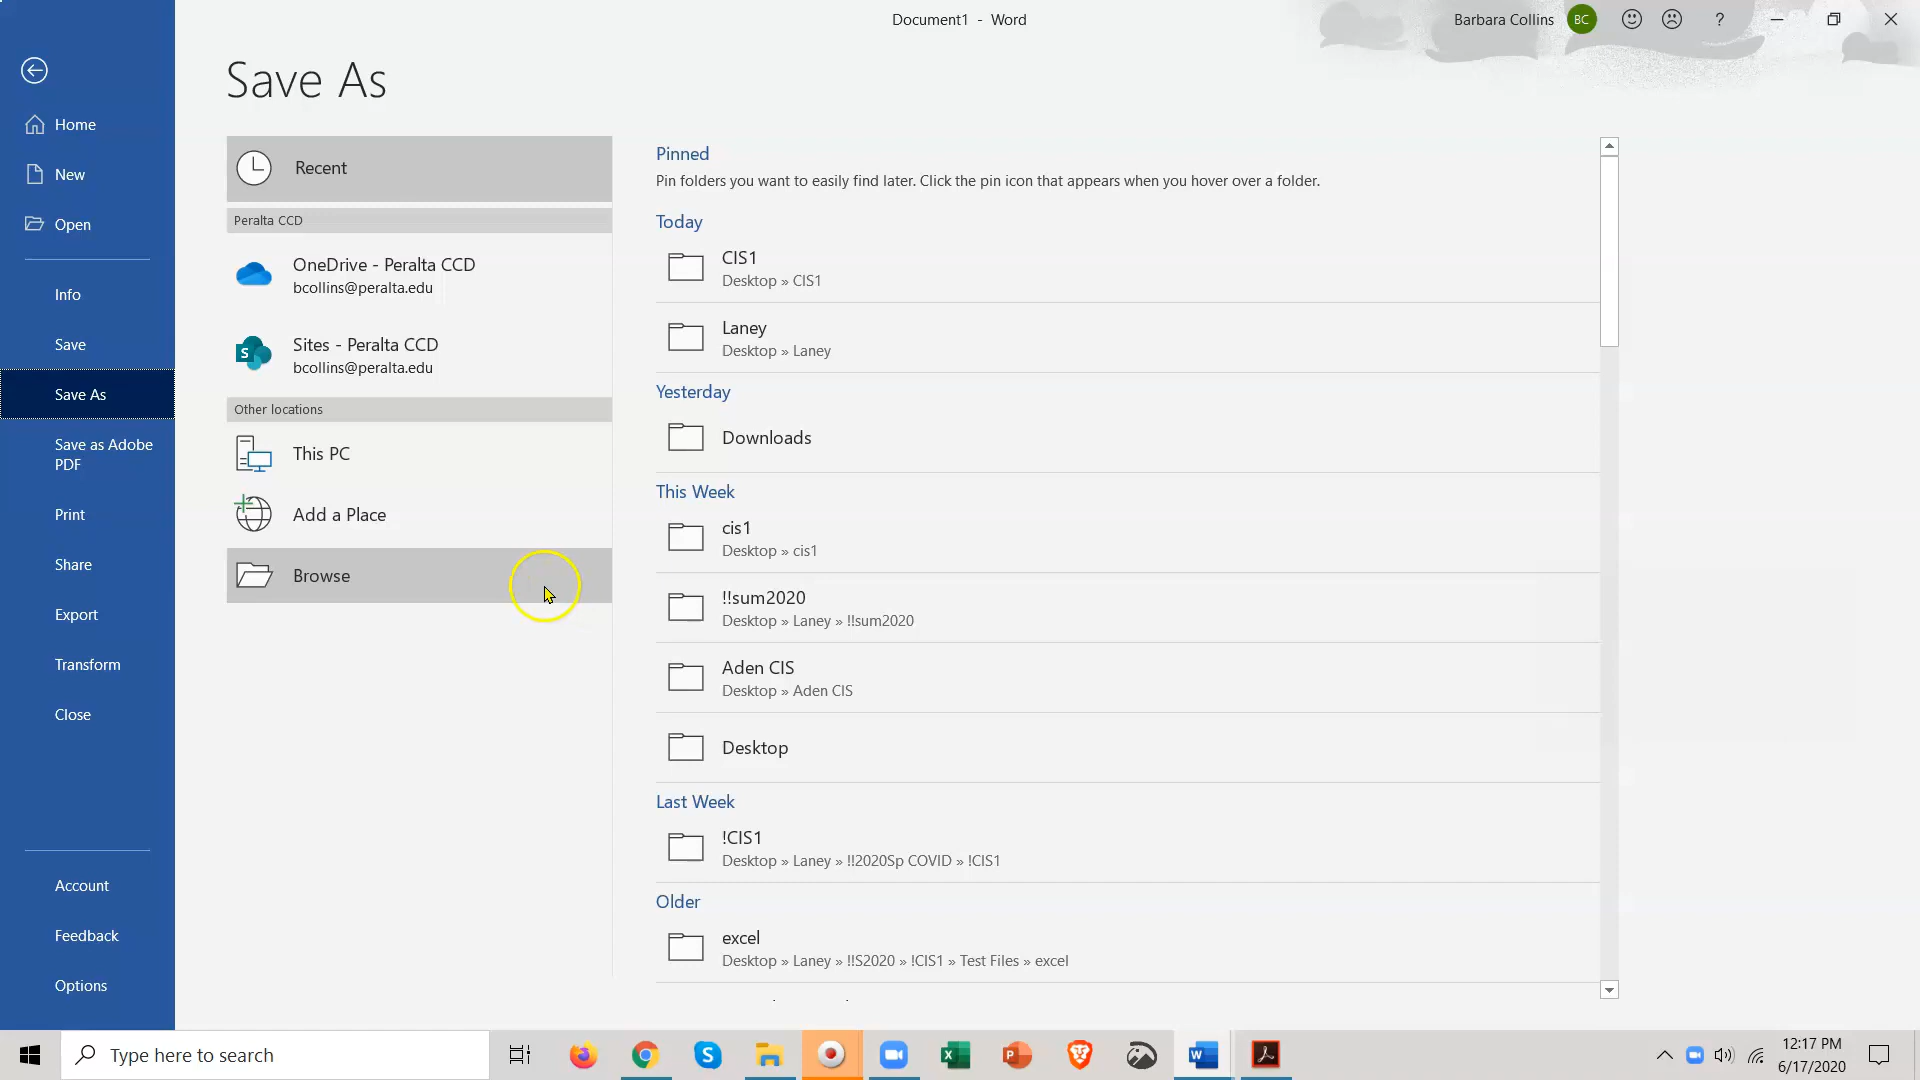 Document1 - Word
Barbara Collins
BC
?
Save As
Home
New
Open
Info
Save
Save As
Save as Adobe
PDF
Print
Share
Export
Transform
Close
Account
Feedback
Options
Recent
Peralta CCD
OneDrive - Peralta CCD
bcollins@peralta.edu
S
Sites - Peralta CCD
bcollins@peralta.edu
Other locations
This PC
Add a Place
Browse
Pinned
Pin folders you want to easily find later. Click the pin icon that appears when you hover over a folder.
Today
CIS1
Desktop » CIS1
Laney
Desktop » Laney
Yesterday
Downloads
This Week
cis1
Desktop » cis1
!!sum2020
Desktop » Laney » !!sum2020
Aden CIS
Desktop » Aden CIS
Desktop
Last Week
!CIS1
Desktop » Laney » !!2020Sp COVID » !CIS1
Older
excel
Desktop » Laney » !!S2020 » !CIS1 » Test Files » excel
Type here to search
12:17 PM
6/17/2020